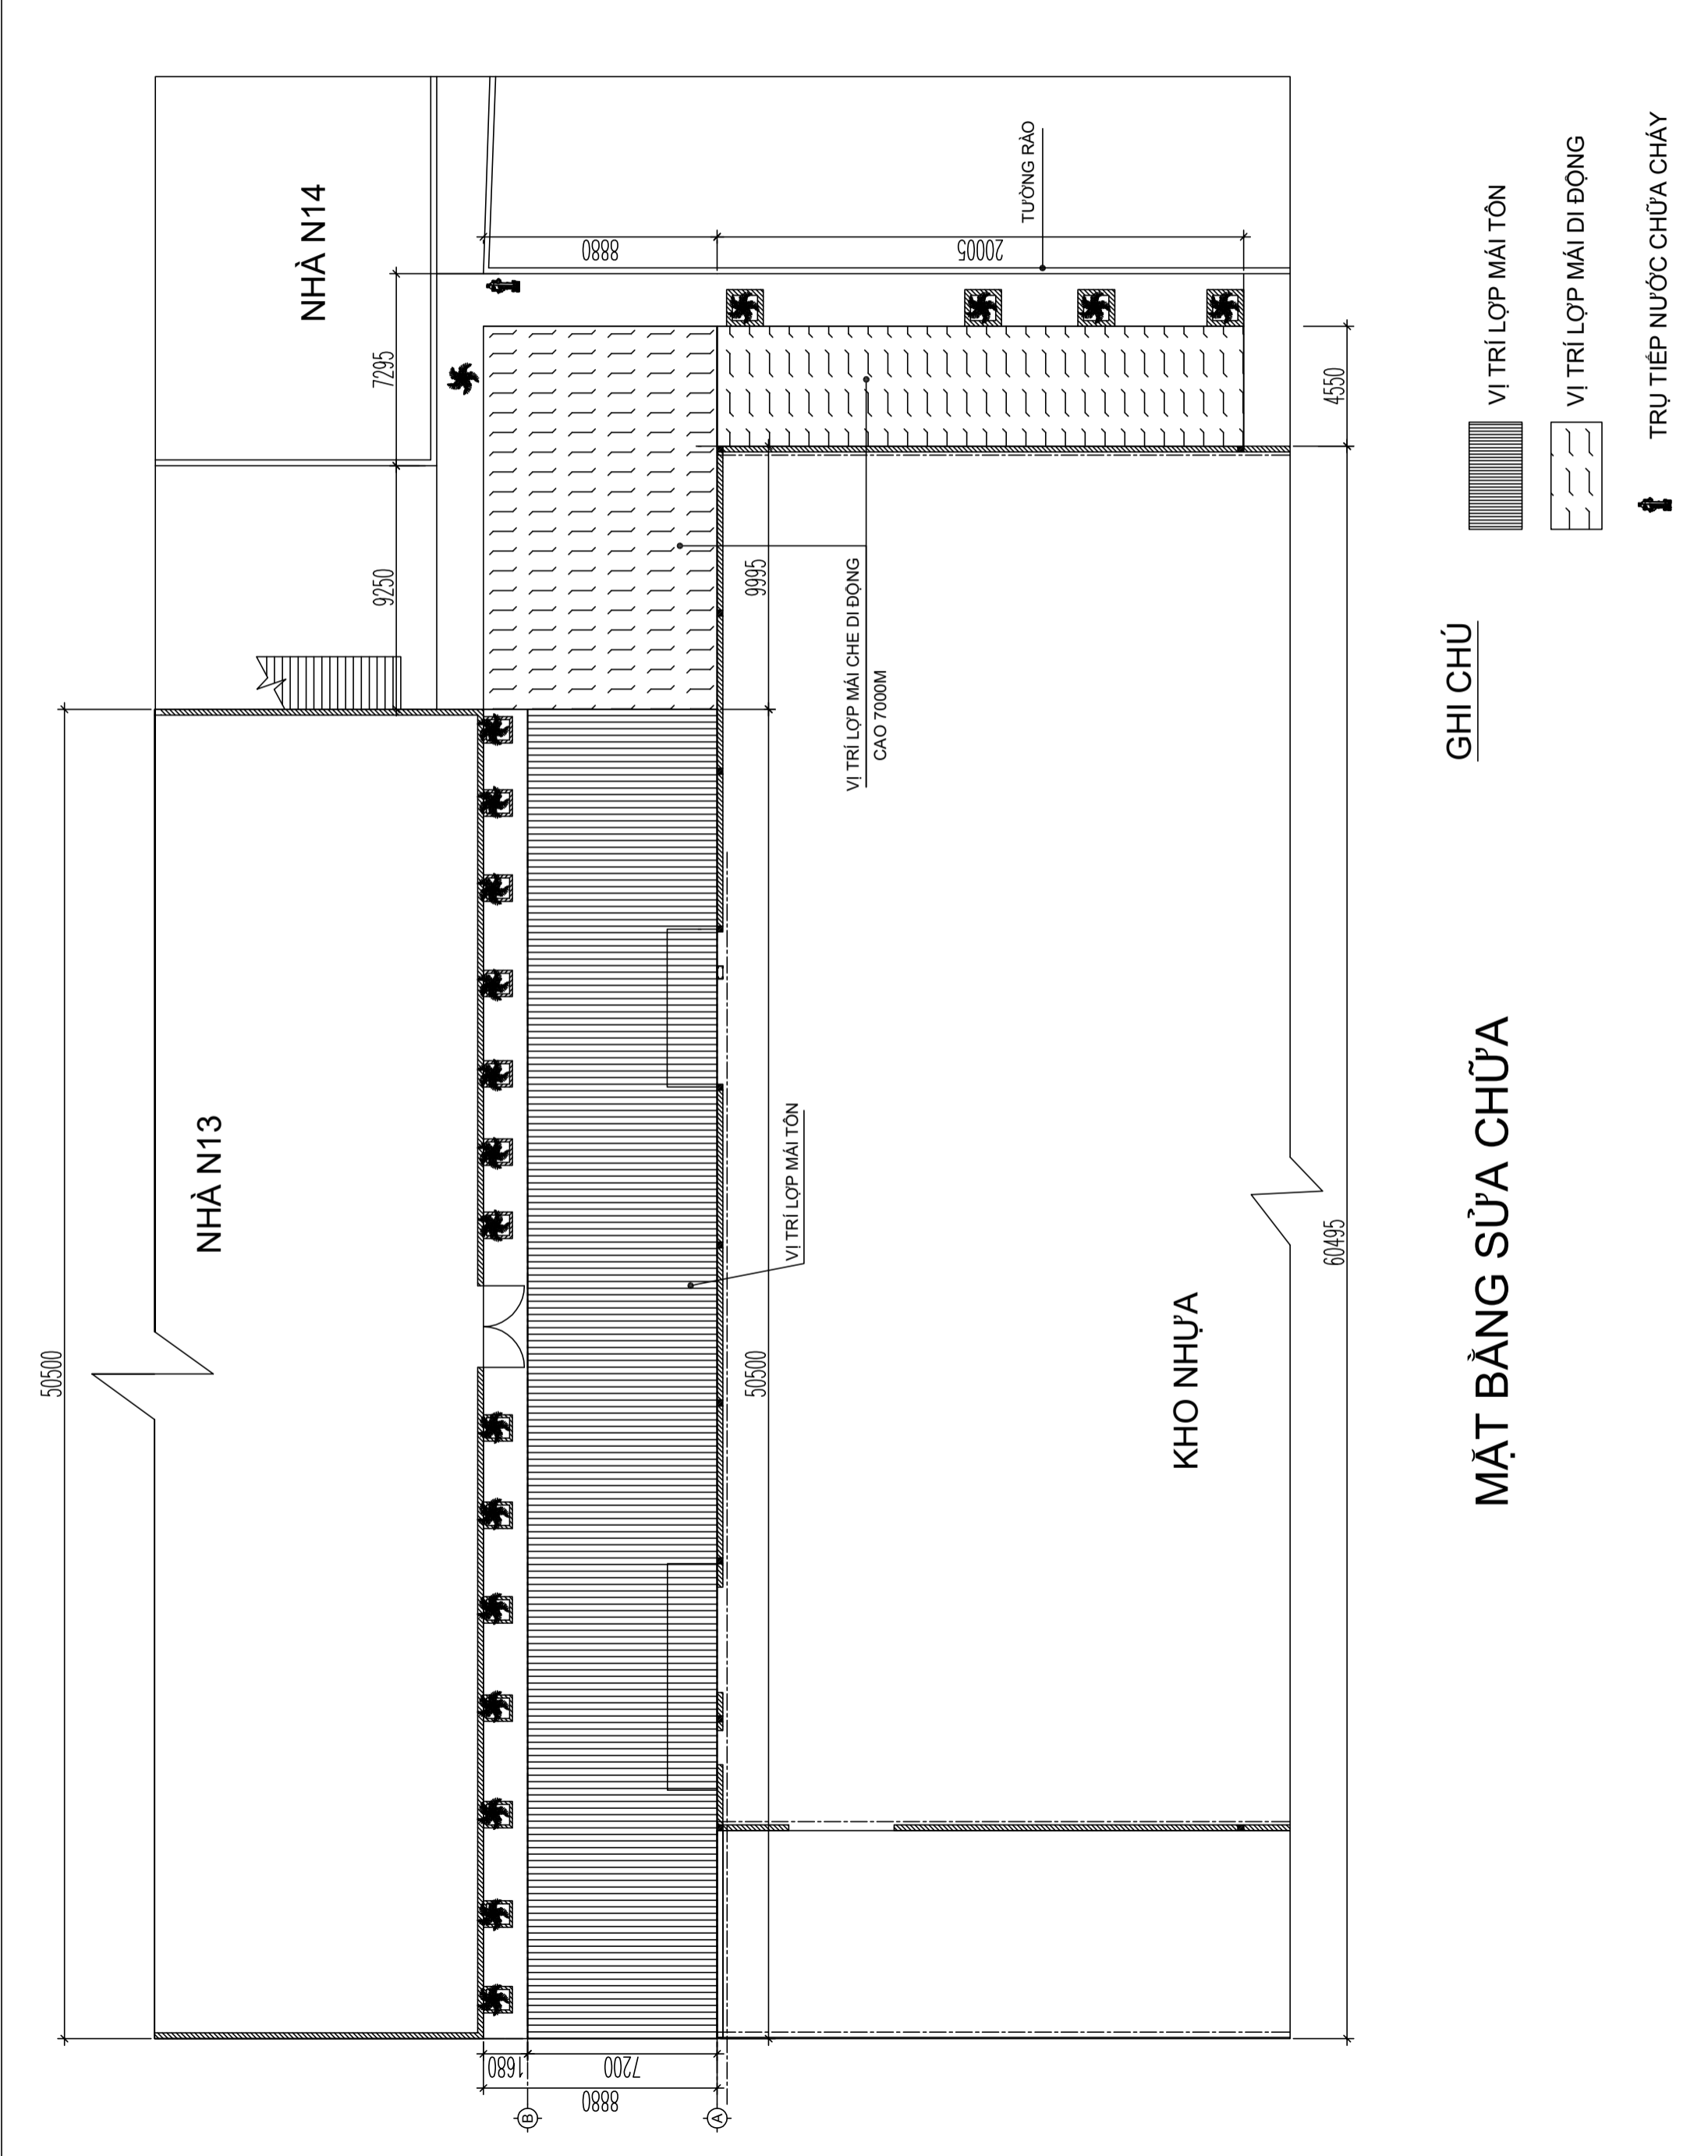 50500
NHÀ N13
NHÀ N14
9250
7295
8880
20005
TƯỜNG RÀO
1680
7200
8880
B
A
50500
9995
VỊ TRÍ LỢP MÁI TÔN
VỊ TRÍ LỢP MÁI CHE DI ĐỘNG
CAO 7000M
KHO NHỰA
60495
4550
MẶT BẰNG SỬA CHỮA
GHI CHÚ
VỊ TRÍ LỢP MÁI TÔN
VỊ TRÍ LỢP MÁI DI ĐỘNG
TRỤ TIẾP NƯỚC CHỮA CHÁY